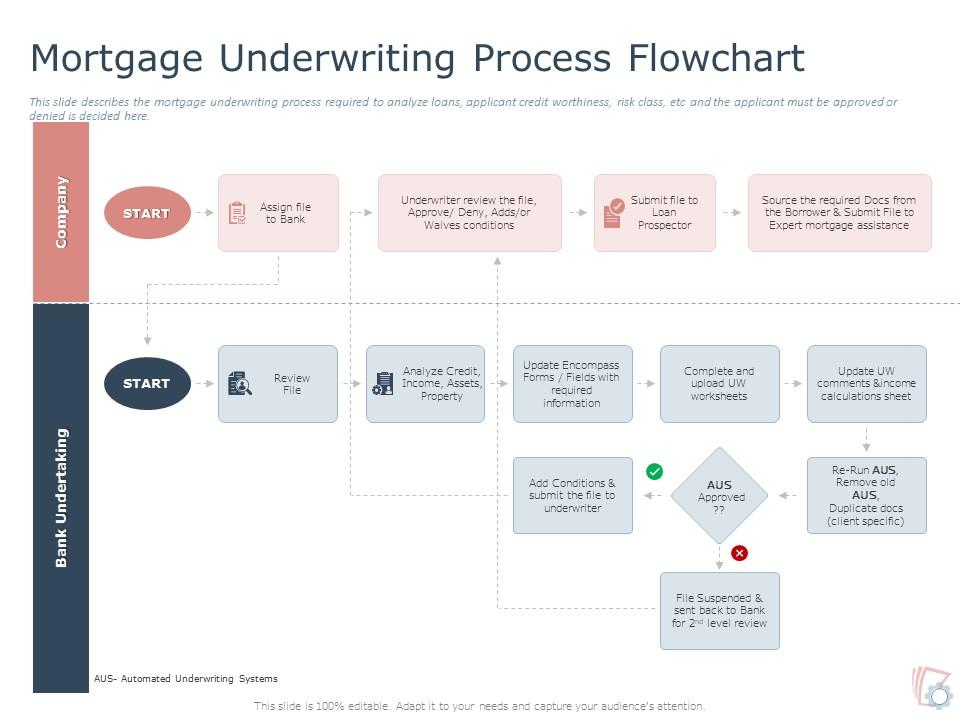 Mortgage Underwriting Process Flowchart
This slide describes the mortgage underwriting process required to analyze loans, applicant credit worthiness, risk class, etc and the applicant must be approved or
denied is decided here.
Company
START
Assign file
to Bank
Underwriter review the file,
Approve/ Deny, Adds/or
Waives conditions
Submit file to
Loan
Prospector
Source the required Docs from
the Borrower & Submit File to
Expert mortgage assistance
Bank Undertaking
START
Review
File
Analyze Credit,
Income, Assets,
Property
Update Encompass
Forms / Fields with
required
information
Complete and
upload UW
worksheets
Update UW
comments &income
calculations sheet
Re-Run AUS,
Remove old
AUS,
Duplicate docs
(client specific)
AUS
Approved
??
Add Conditions &
submit the file to
underwriter
File Suspended &
sent back to Bank
for 2nd level review
AUS- Automated Underwriting Systems
This slide is 100% editable. Adapt it to your needs and capture your audience's attention.